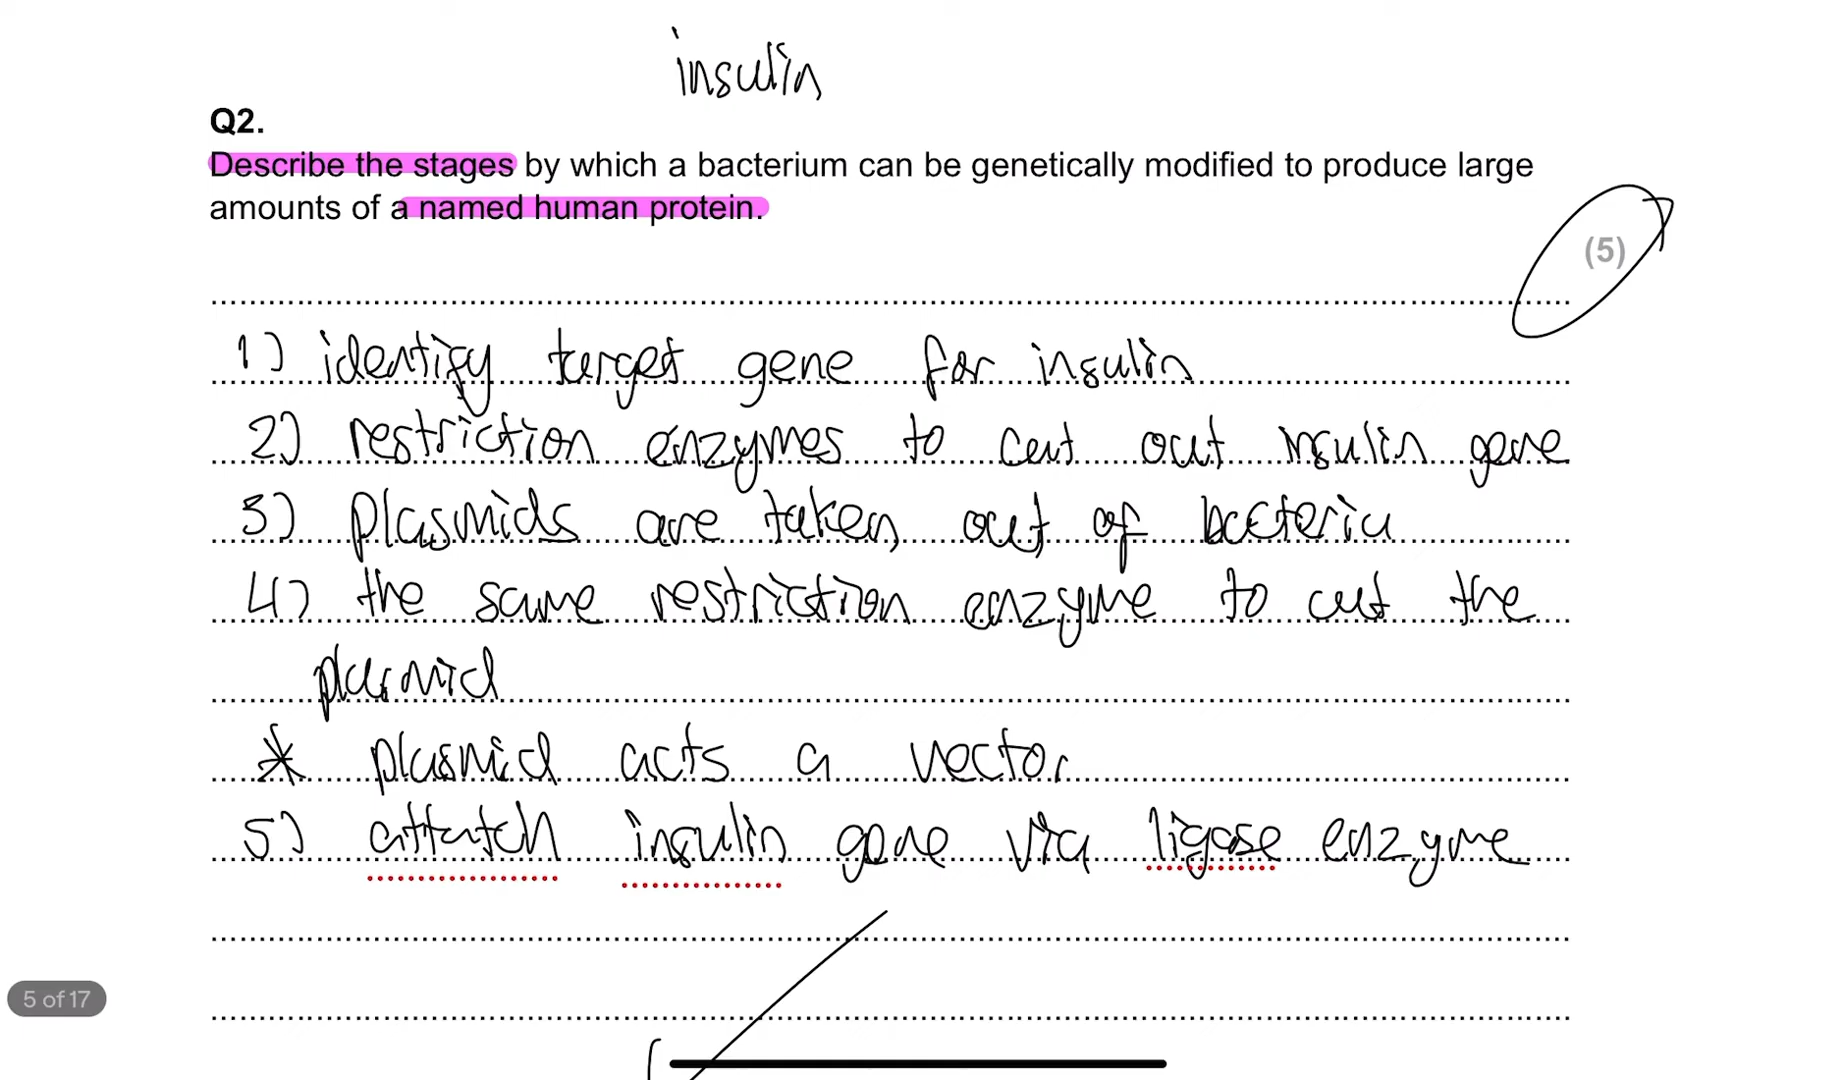 insulin
Q2.
Describe the stages by which a bacterium can be genetically modified to produce large
amounts of a named human protein.
(5)
1) identify target gene for insulin
2) restriction enzymes to cut out insulin gene
3) plasmids are taken out of bacteria
4) the same restriction enzyme to cut the
plasmid
* plasmid acts a vector
5) attatch insulin gene via ligase enzyme
5 of 17